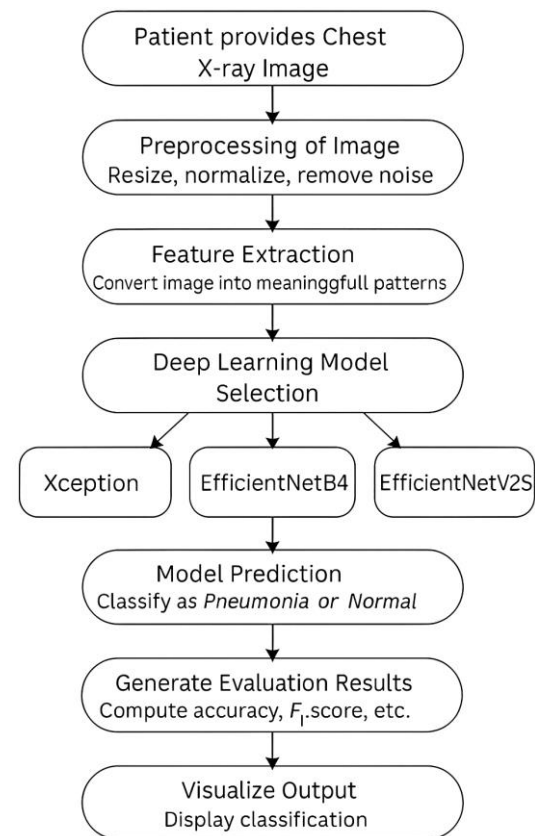 Patient provides Chest
X-ray Image
Preprocessing of Image
Resize, normalize, remove noise
Feature Extraction
Convert image into meaninggfull patterns
Deep Learning Model
Selection
Xception
EfficientNetB4
EfficientNetV2S
Model Prediction
Classify as Pneumonia or Normal
Generate Evaluation Results
Compute accuracy, F₁.score, etc.
Visualize Output
Display classification